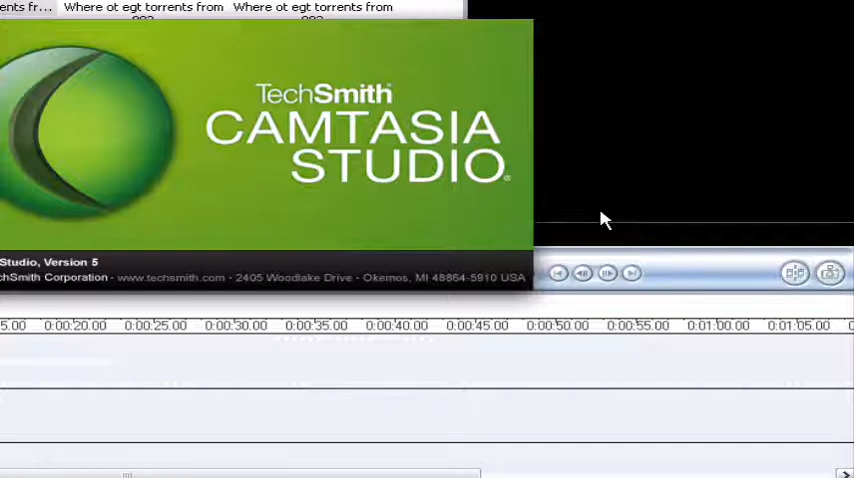 ents fr... Where ot egt torrents from Where ot egt torrents from
TechSmith
CAMTASIA
STUDIO®
Studio, Version 5
chSmith Corporation - www.techsmith.com - 2405 Woodlake Drive - Okemos, MI 48864-5910 USA
5.00 0:00:20.00 0:00:25.00 0:00:30.00 0:00:35.00 0:00:40.00 0:00:45.00 0:00:50.00 0:00:55.00 0:01:00.00 0:01:05.00